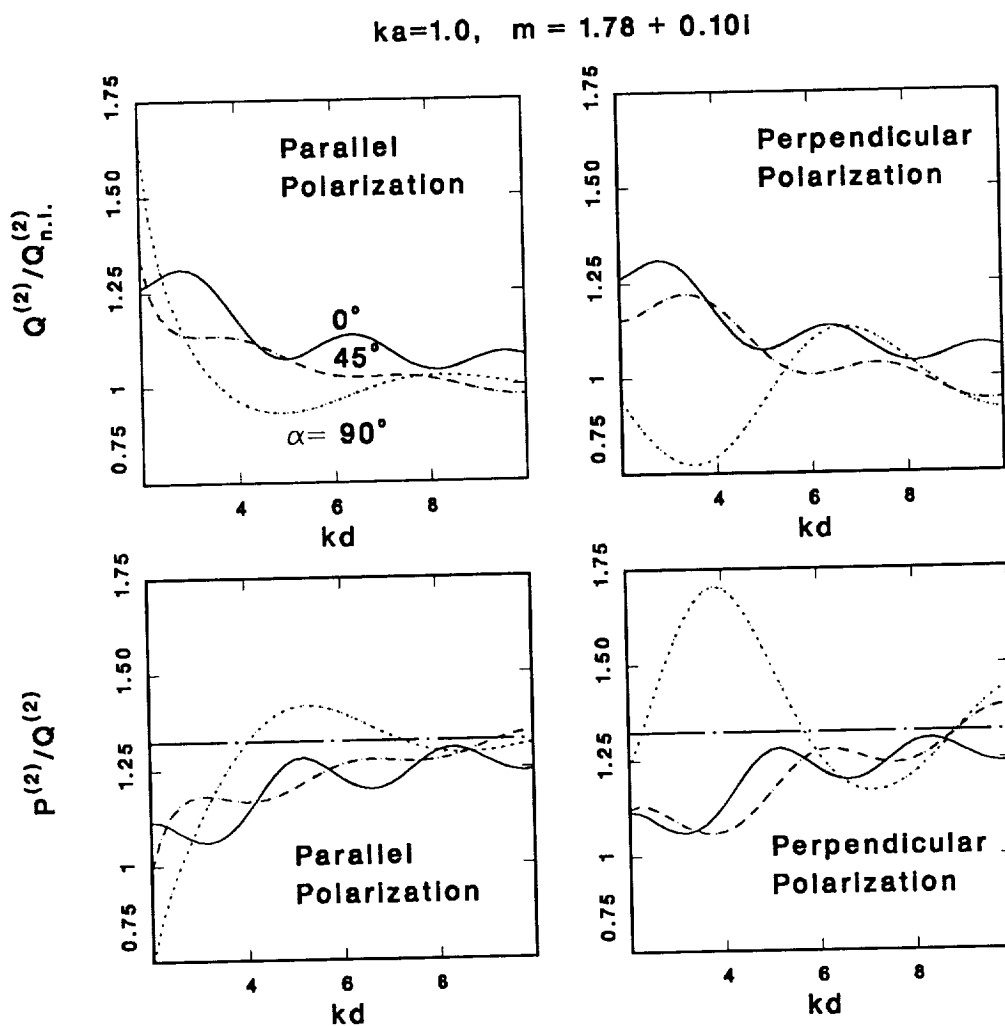 ka=1.0, m = 1.78 + 0.10i
Q^(2)/Q^(2)_n.i.
1.75
1.50
1.25
1
0.75
Parallel
Polarization
0°
45°
α= 90°
4
6
8
kd
1.75
1.50
1.25
1
0.75
Perpendicular
Polarization
4
6
8
kd
P^(2)/Q^(2)
1.75
1.50
1.25
1
0.75
Parallel
Polarization
4
6
8
kd
1.75
1.50
1.25
1
0.75
Perpendicular
Polarization
4
6
8
kd